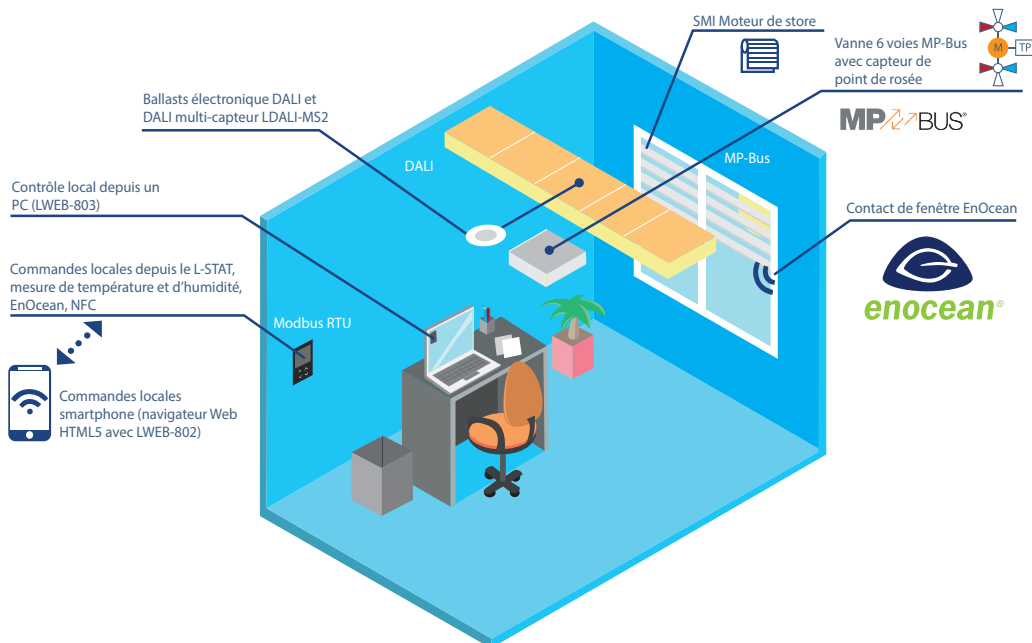 SMI Moteur de store
Vanne 6 voies MP-Bus
avec capteur de
point de rosée
M
TP
MP BUS®
Ballasts électronique DALI et
DALI multi-capteur LDALI-MS2
DALI
MP-Bus
Contrôle local depuis un
PC (LWEB-803)
Contact de fenêtre EnOcean
enocean®
Commandes locales depuis le L-STAT,
mesure de température et d’humidité,
EnOcean, NFC
Modbus RTU
Commandes locales
smartphone (navigateur Web
HTML5 avec LWEB-802)